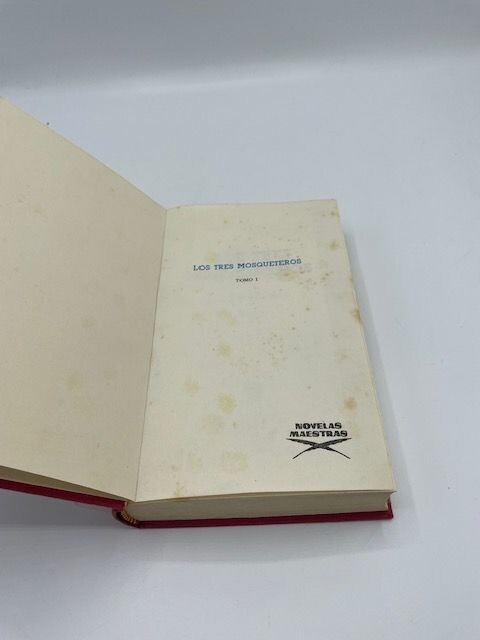 LOS TRES MOSQUETEROS
TOMO I
NOVELAS
MAESTRAS